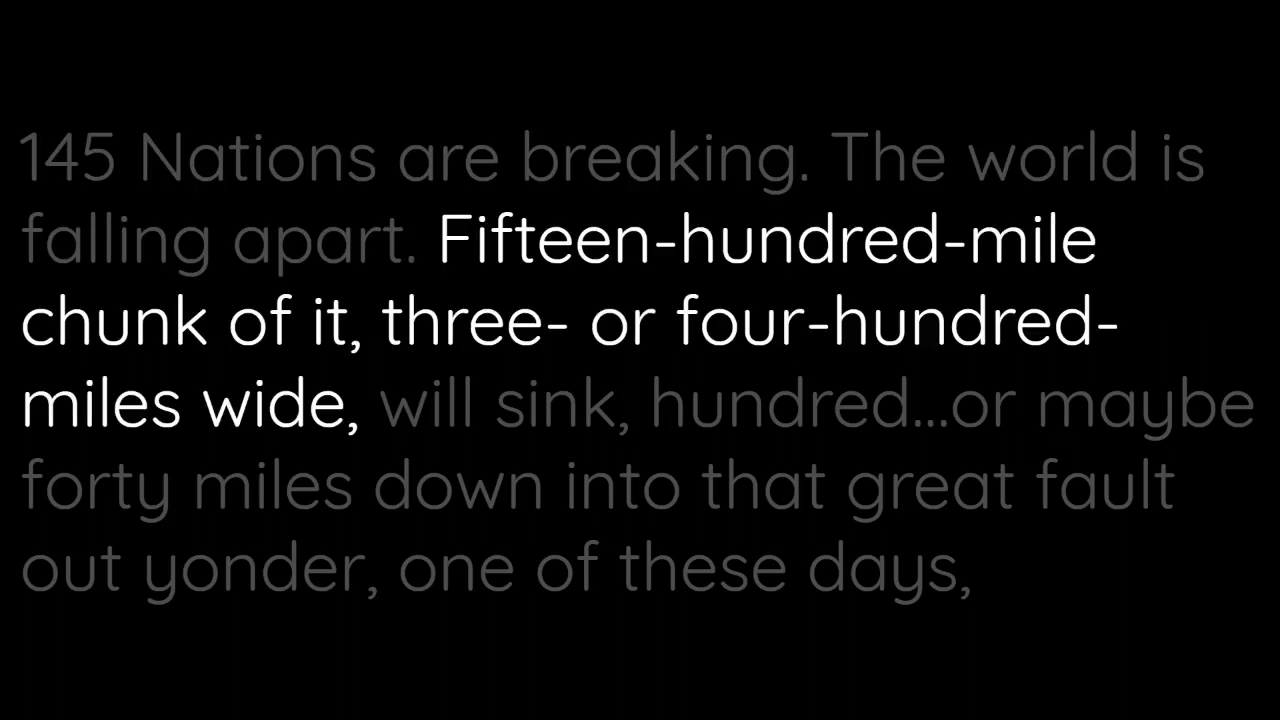 145 Nations are breaking. The world is
falling apart. Fifteen-hundred-mile
chunk of it, three- or four-hundred-
miles wide, will sink, hundred...or maybe
forty miles down into that great fault
out yonder, one of these days,